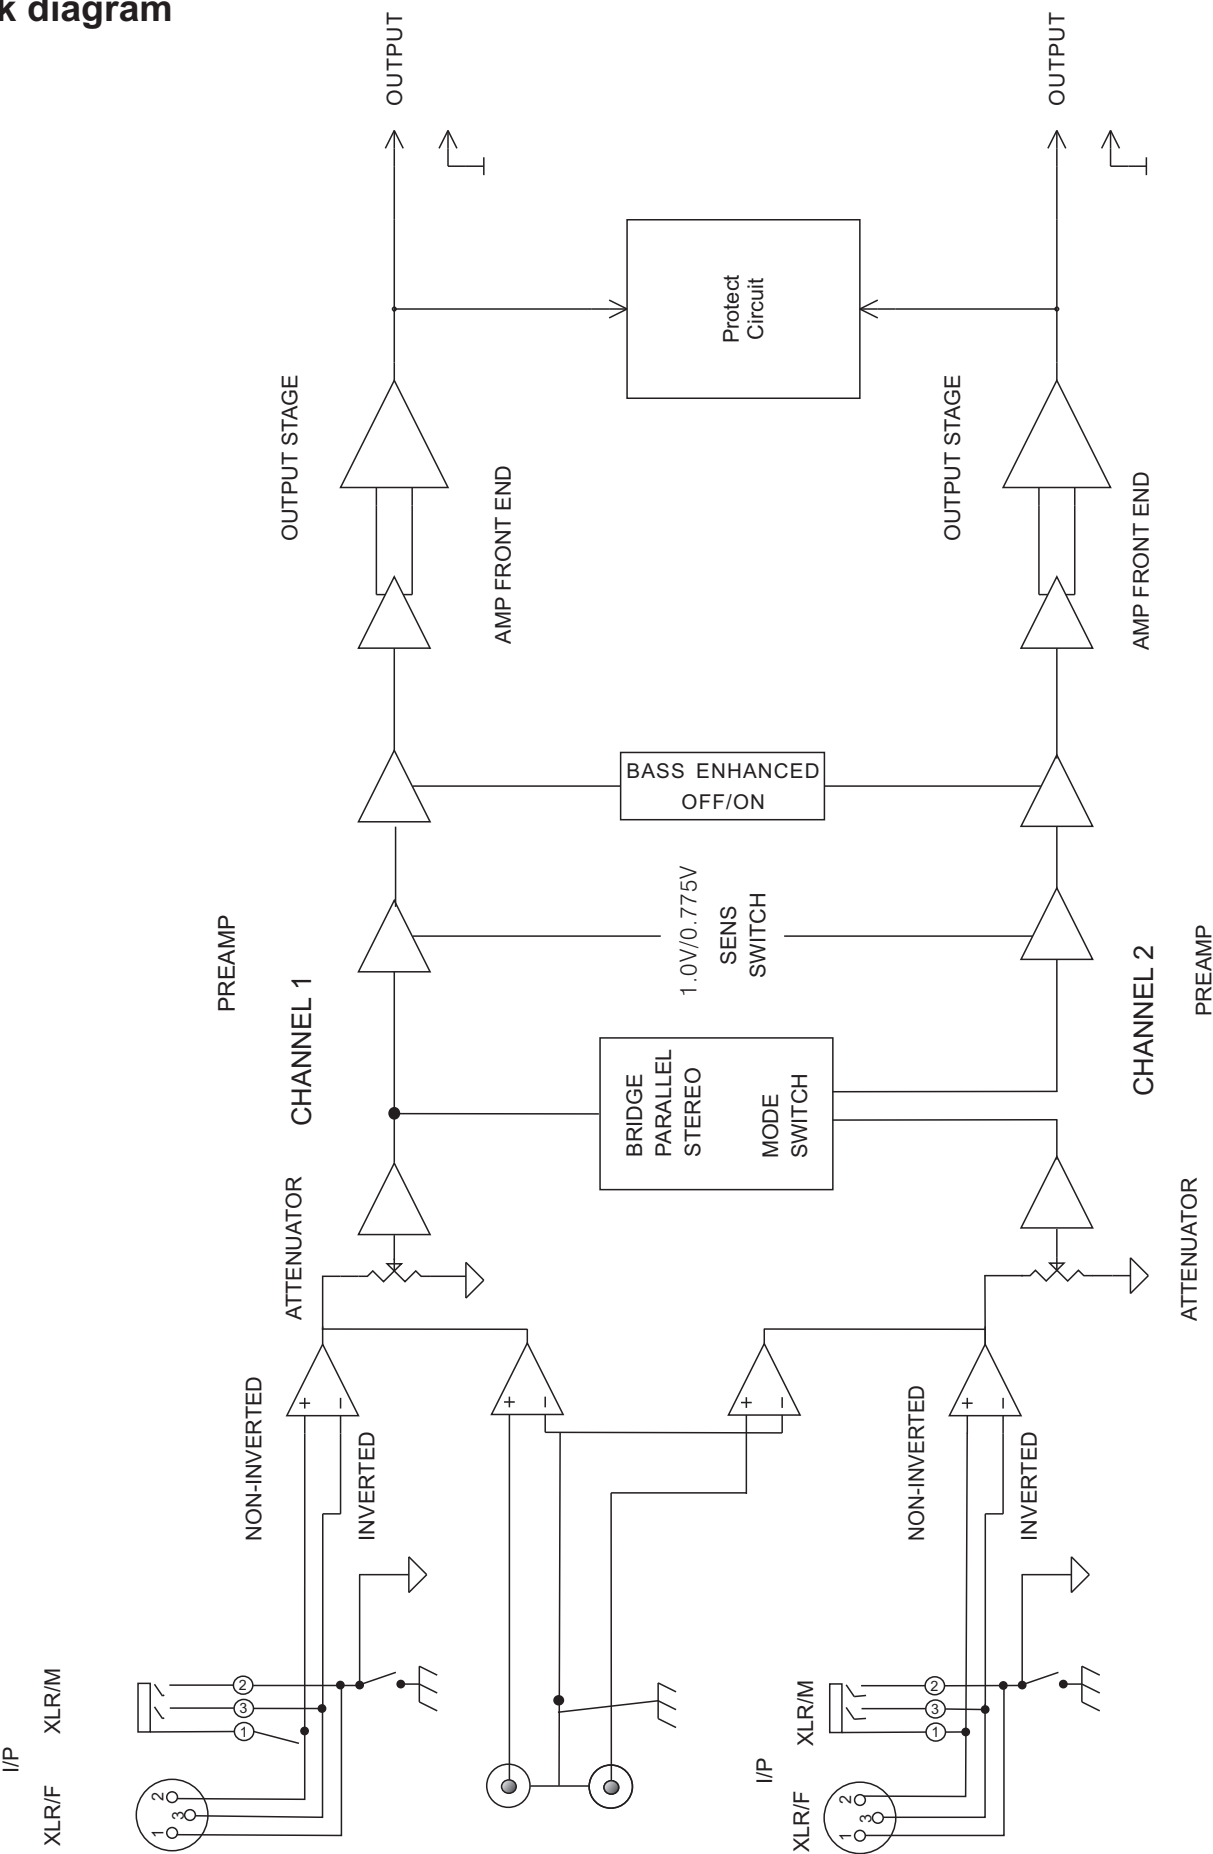 k diagram
OUTPUT
OUTPUT
Protect
Circuit
OUTPUT STAGE
AMP FRONT END
OUTPUT STAGE
AMP FRONT END
BASS ENHANCED
OFF/ON
1.0V/0.775V
SENS
SWITCH
PREAMP
CHANNEL 1
CHANNEL 2
PREAMP
BRIDGE
PARALLEL
STEREO
MODE
SWITCH
ATTENUATOR
ATTENUATOR
NON-INVERTED
+
−
INVERTED
+
−
+
−
NON-INVERTED
+
−
INVERTED
I/P
XLR/M
2
3
1
XLR/F
2
3
1
I/P
XLR/M
2
3
1
XLR/F
2
3
1